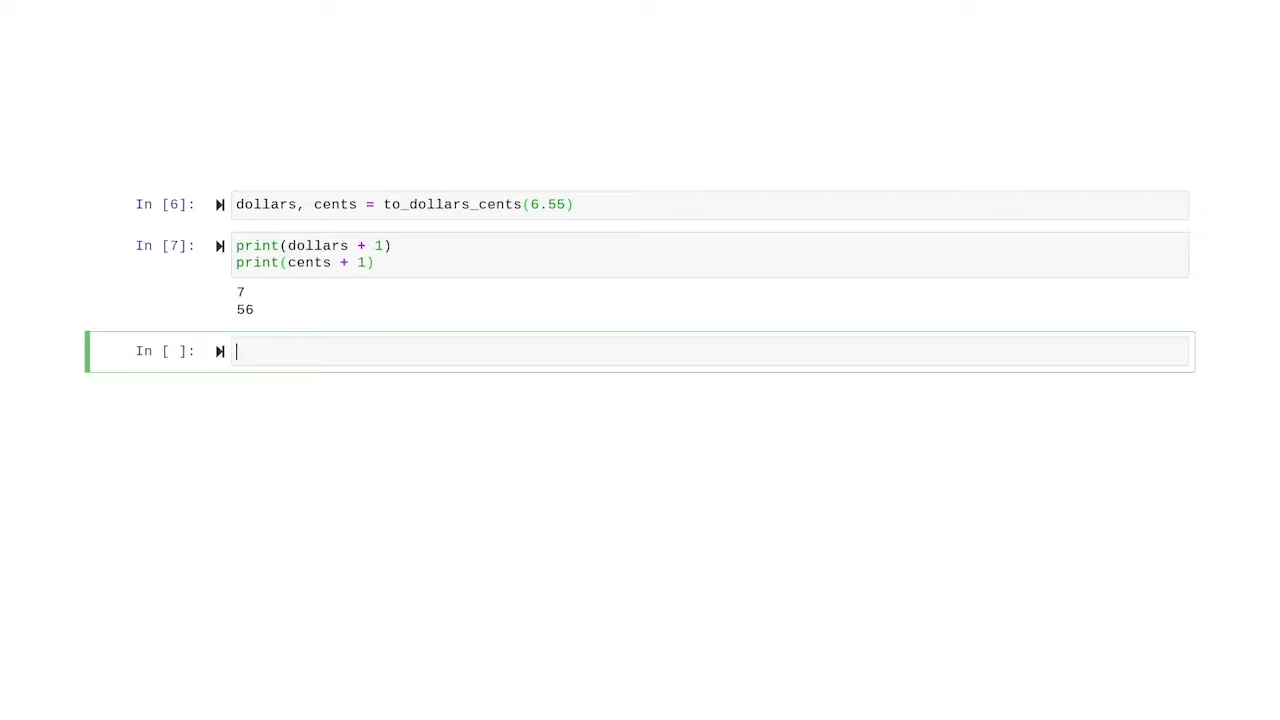 In [6]: dollars, cents = to_dollars_cents(6.55)
In [7]: print(dollars + 1)
print(cents + 1)
7
56
In [ ]: